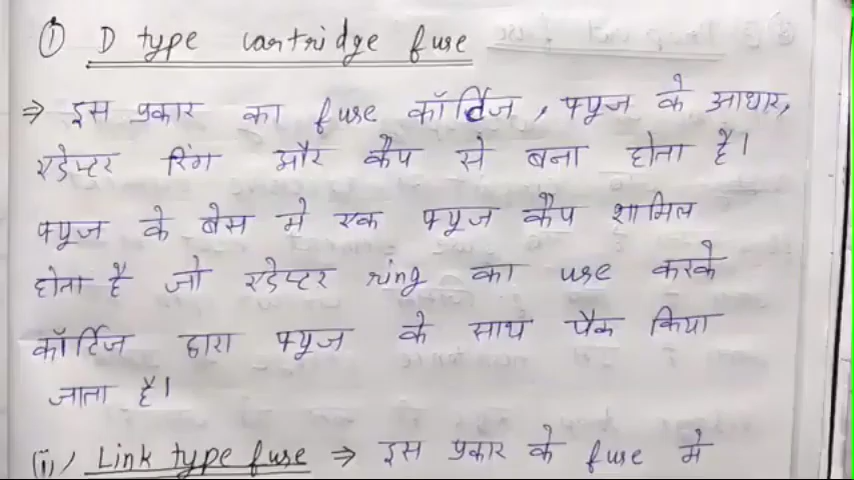 ① D type cartridge fuse
⇒ इस प्रकार का fuse कॉर्टिज, फ्यूज के आधार,
एडेप्टर रिंग और कैप से बना होता है।
फ्यूज के बेस मे एक फ्यूज कैप शामिल
होता है जो एडेप्टर ring का use करके
कॉर्टिज द्वारा फ्यूज के साथ पैक किया
जाता है।
(ii), Link type fuse ⇒ इस प्रकार के fuse मे